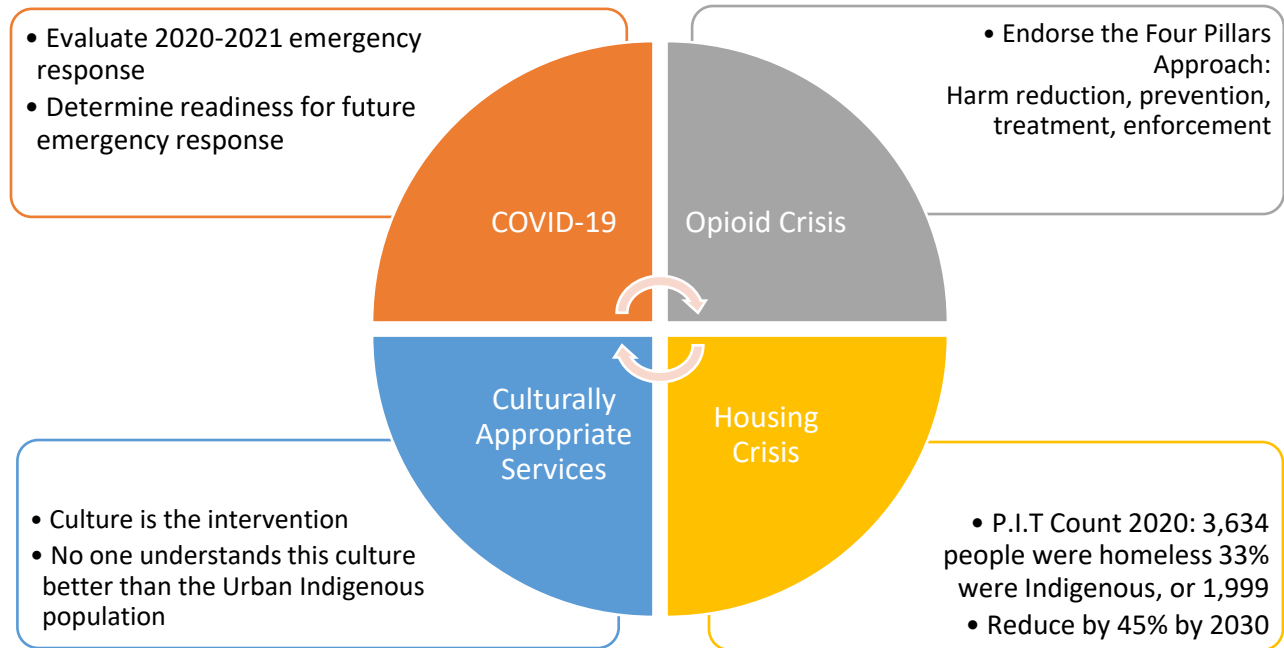 • Evaluate 2020-2021 emergency
response
• Determine readiness for future
emergency response
• Endorse the Four Pillars
Approach:
Harm reduction, prevention,
treatment, enforcement
COVID-19
Opioid Crisis
Culturally
Appropriate
Services
Housing
Crisis
• Culture is the intervention
• No one understands this culture
better than the Urban Indigenous
population
• P.I.T Count 2020: 3,634
people were homeless 33%
were Indigenous, or 1,999
• Reduce by 45% by 2030